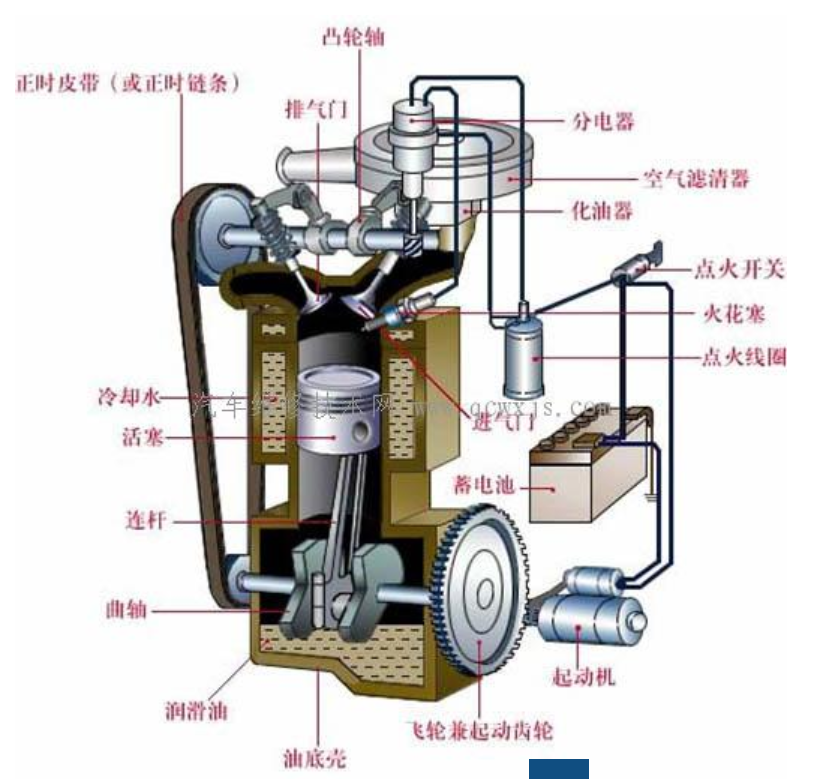 凸轮轴
正时皮带（或正时链条）
排气门
分电器
空气滤清器
化油器
点火开关
火花塞
点火线圈
冷却水
汽车维修技术网 www.qcwxjs.com
进气门
活塞
蓄电池
连杆
曲轴
起动机
润滑油
飞轮兼起动齿轮
油底壳